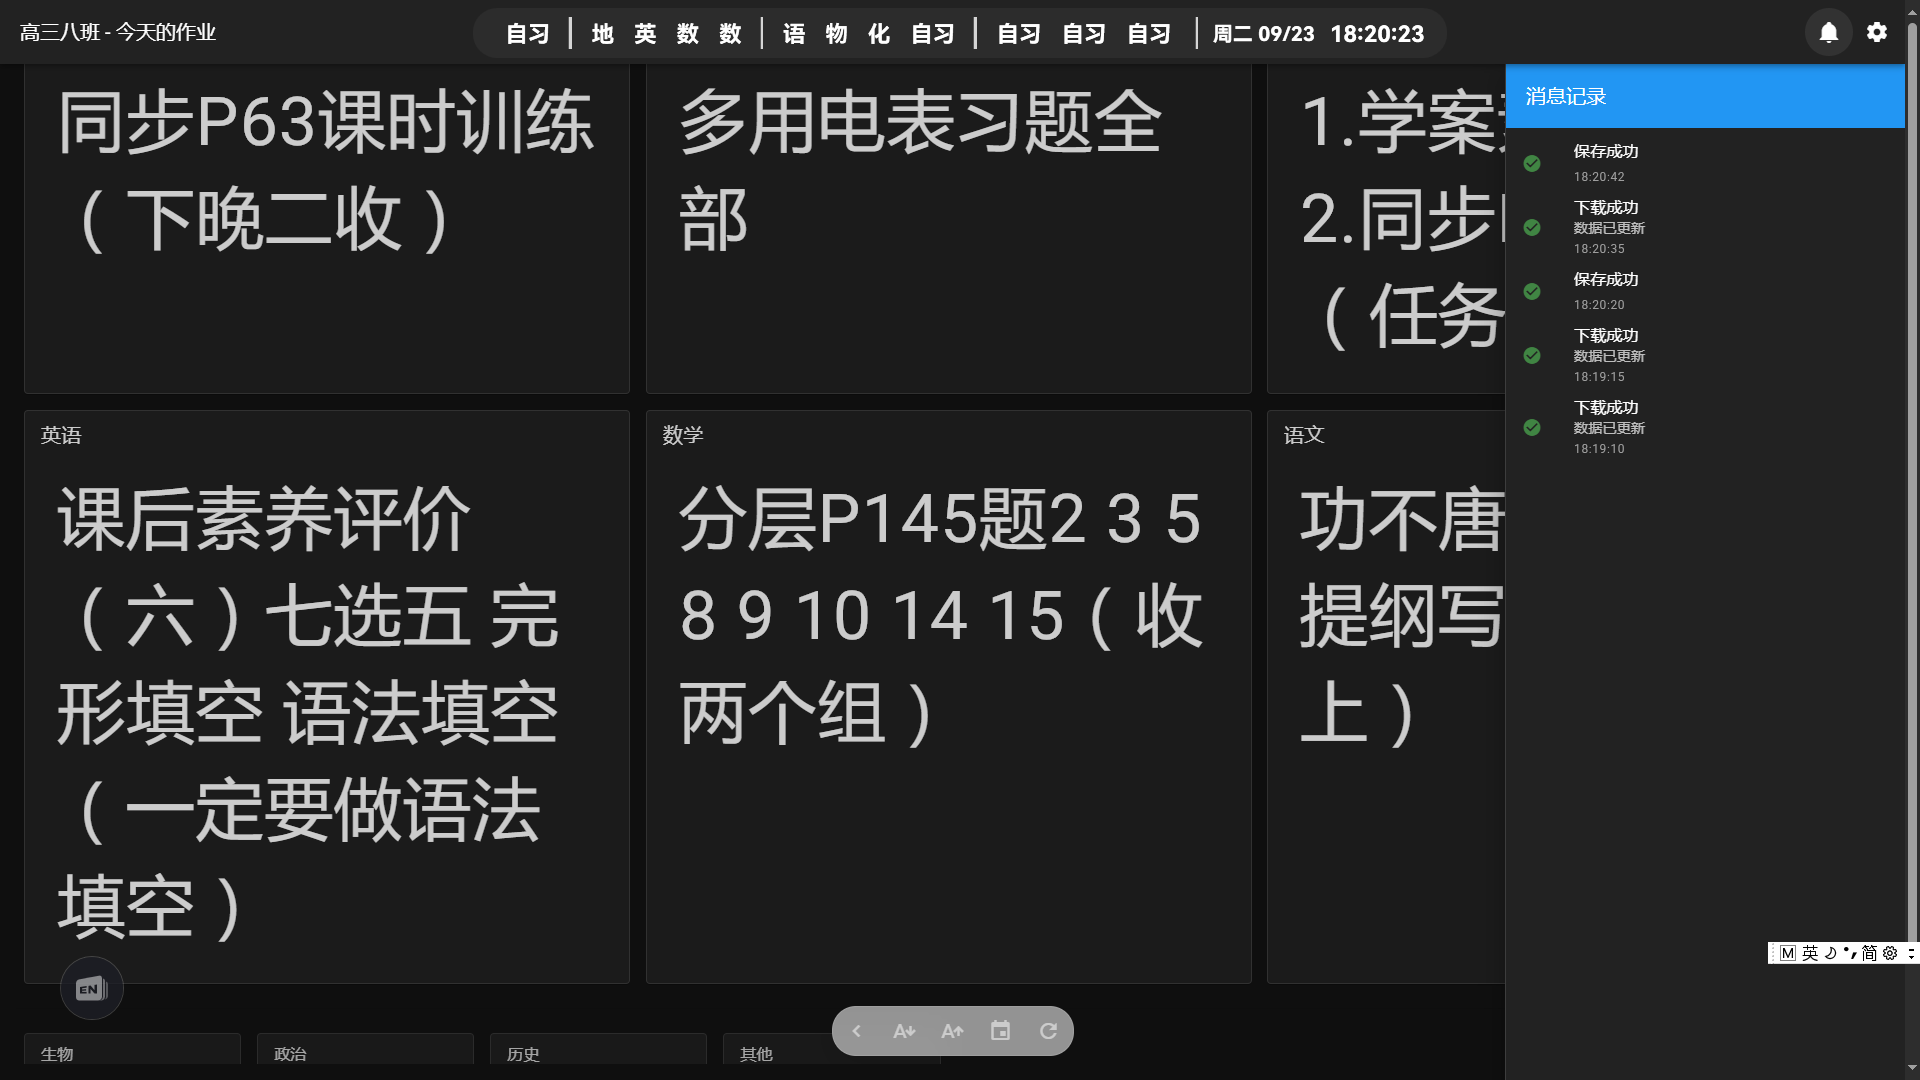 高三八班 - 今天的作业
自习 | 地 英 数 数 | 语 物 化 自习 | 自习 自习 自习 | 周二 09/23 18:20:23
同步P63课时训练
（下晚二收）
多用电表习题全
部
1.学案
2.同步
（任务
英语
课后素养评价
（六）七选五 完
形填空 语法填空
（一定要做语法
填空）
数学
分层P145题2 3 5
8 9 10 14 15（收
两个组）
语文
功不唐
提纲写
上）
消息记录
保存成功
18:20:42
下载成功
数据已更新
18:20:35
保存成功
18:20:20
下载成功
数据已更新
18:19:15
下载成功
数据已更新
18:19:10
M 英 简
EN
生物
政治
历史
其他
A A